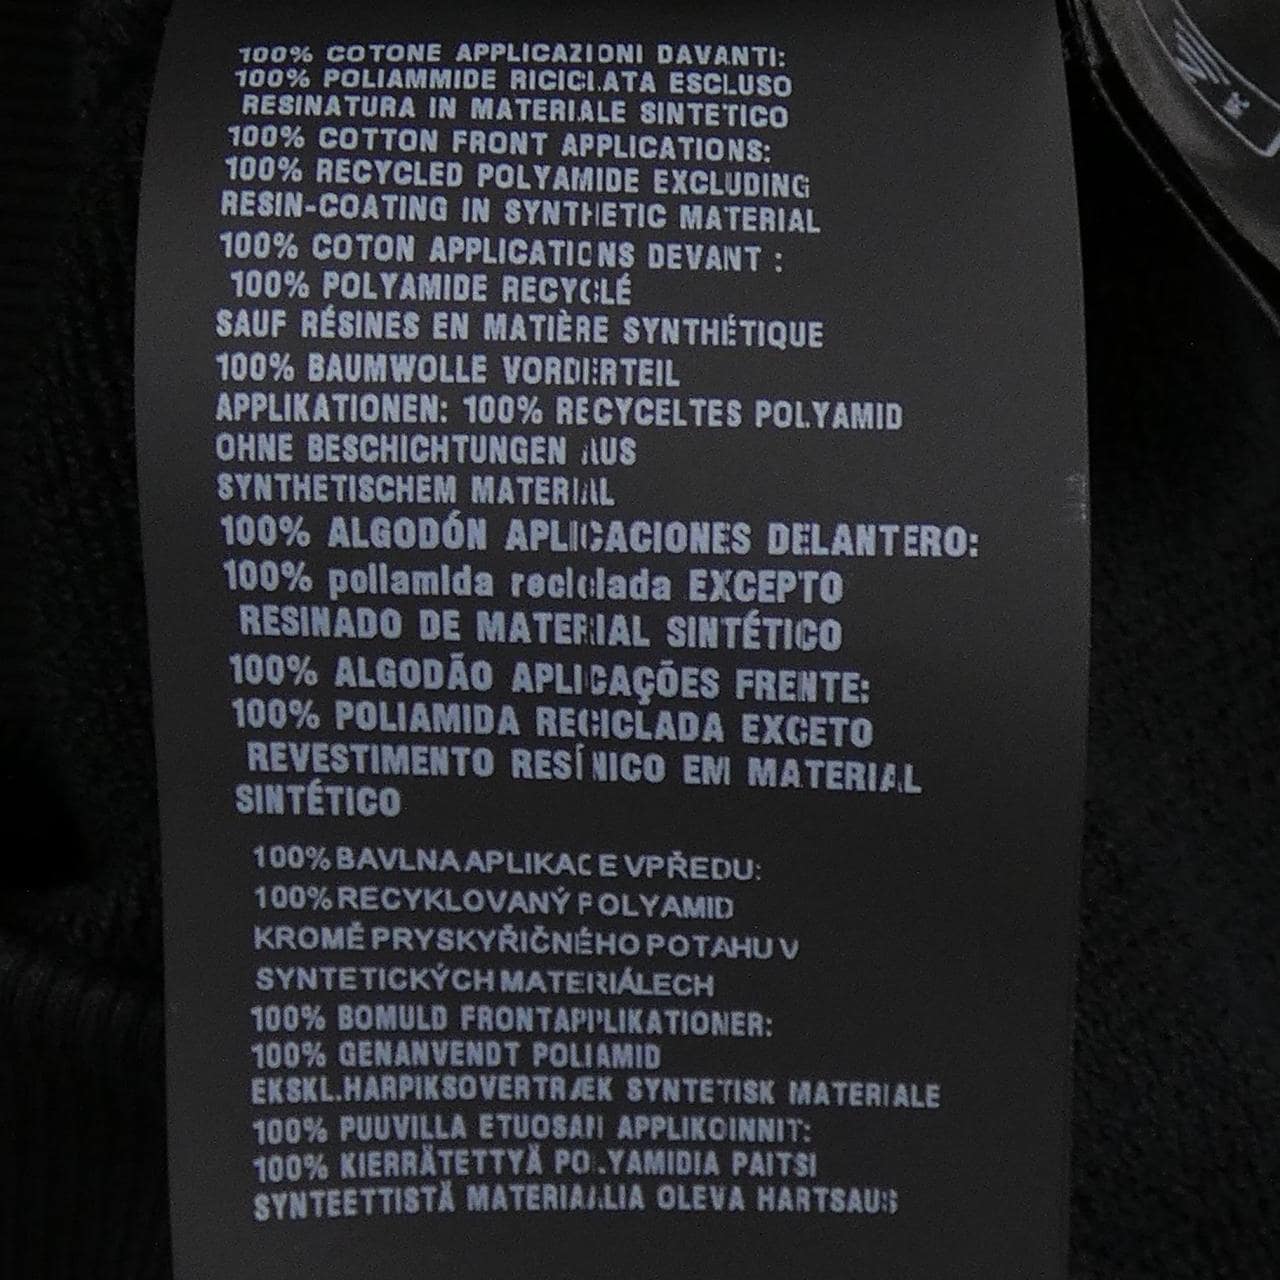 100% COTONE APPLICAZIONI DAVANTI:
100% POLIAMMIDE RICICLATA ESCLUSO
RESINATURA IN MATERIALE SINTETICO
100% COTTON FRONT APPLICATIONS:
100% RECYCLED POLYAMIDE EXCLUDING
RESIN-COATING IN SYNTHETIC MATERIAL
100% COTON APPLICATIONS DEVANT :
100% POLYAMIDE RECYCLÉ
SAUF RÉSINES EN MATIÈRE SYNTHÉTIQUE
100% BAUMWOLLE VORDERTEIL
APPLIKATIONEN: 100% RECYCELTES POLYAMID
OHNE BESCHICHTUNGEN AUS
SYNTHETISCHEM MATERIAL
100% ALGODÓN APLICACIONES DELANTERO:
100% poliamida reciclada EXCEPTO
RESINADO DE MATERIAL SINTÉTICO
100% ALGODÃO APLICAÇÕES FRENTE:
100% POLIAMIDA RECICLADA EXCETO
REVESTIMENTO RESÍNICO EM MATERIAL
SINTÉTICO
100% BAVLNA APLIKACE VPŘEDU:
100% RECYKLOVANÝ POLYAMID
KROMĚ PRYSKYŘIČNÉHO POTAHU V
SYNTETICKÝCH MATERIÁLECH
100% BOMULD FRONTAPPLIKATIONER:
100% GENANVENDT POLIAMID
EKSKL.HARPIKSOVERTRÆK SYNTETISK MATERIALE
100% PUUVILLA ETUOSAN APPLIKOINNIT:
100% KIERRÄTETTYÄ POLYAMIDIA PAITSI
SYNTEETTISTÄ MATERIAALIA OLEVA HARTSAUS